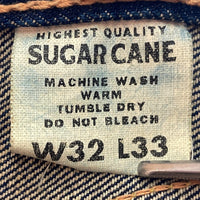 HIGHEST QUALITY
SUGAR CANE
MACHINE WASH
WARM
TUMBLE DRY
DO NOT BLEACH
W32 L33